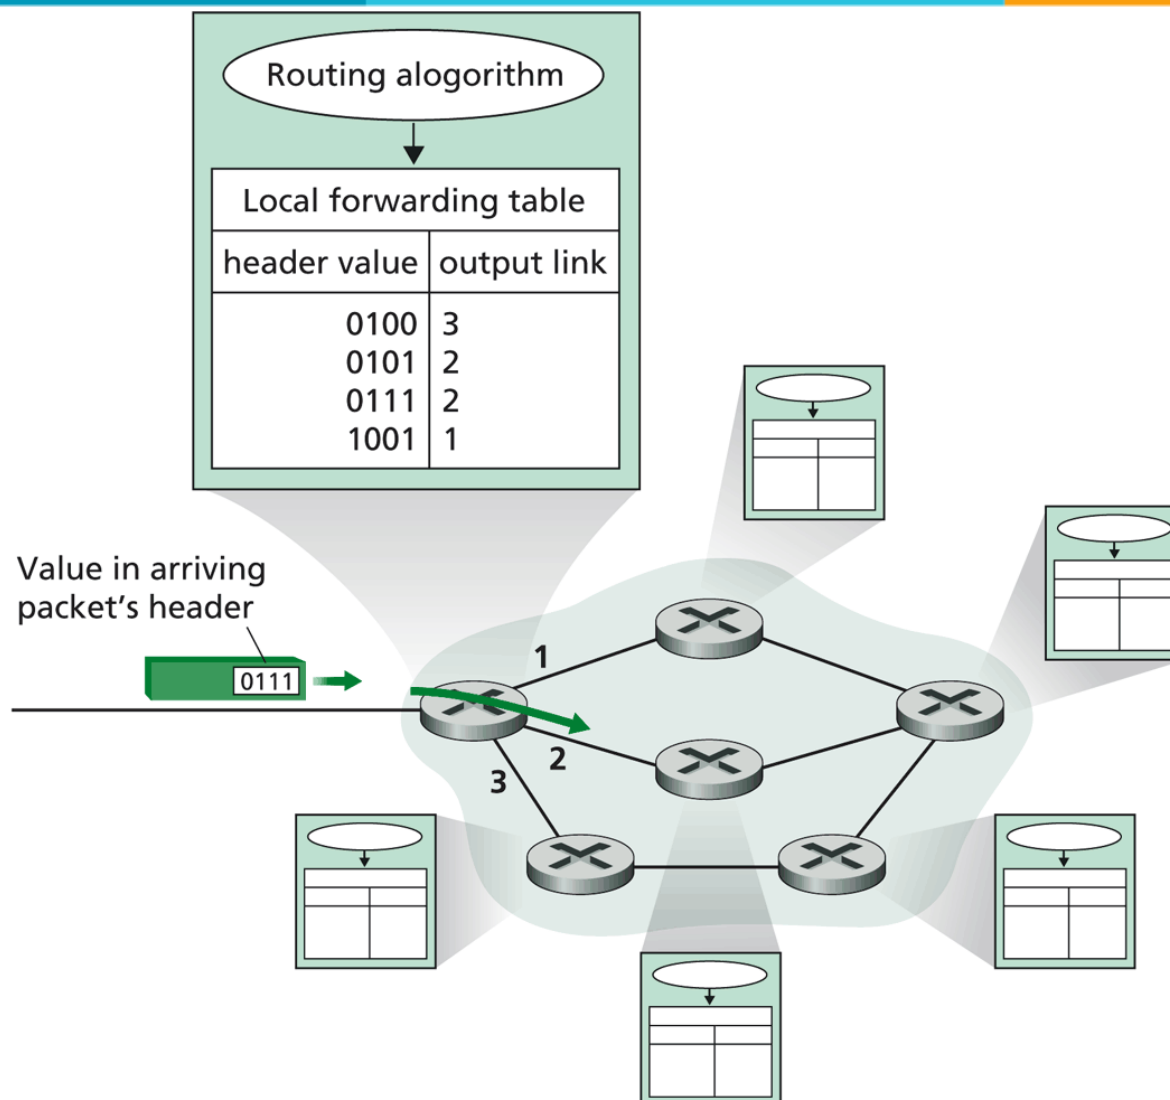 Routing alogorithm
Local forwarding table
header value output link
0100 3
0101 2
0111 2
1001 1
Value in arriving
packet's header
0111
1
2
3